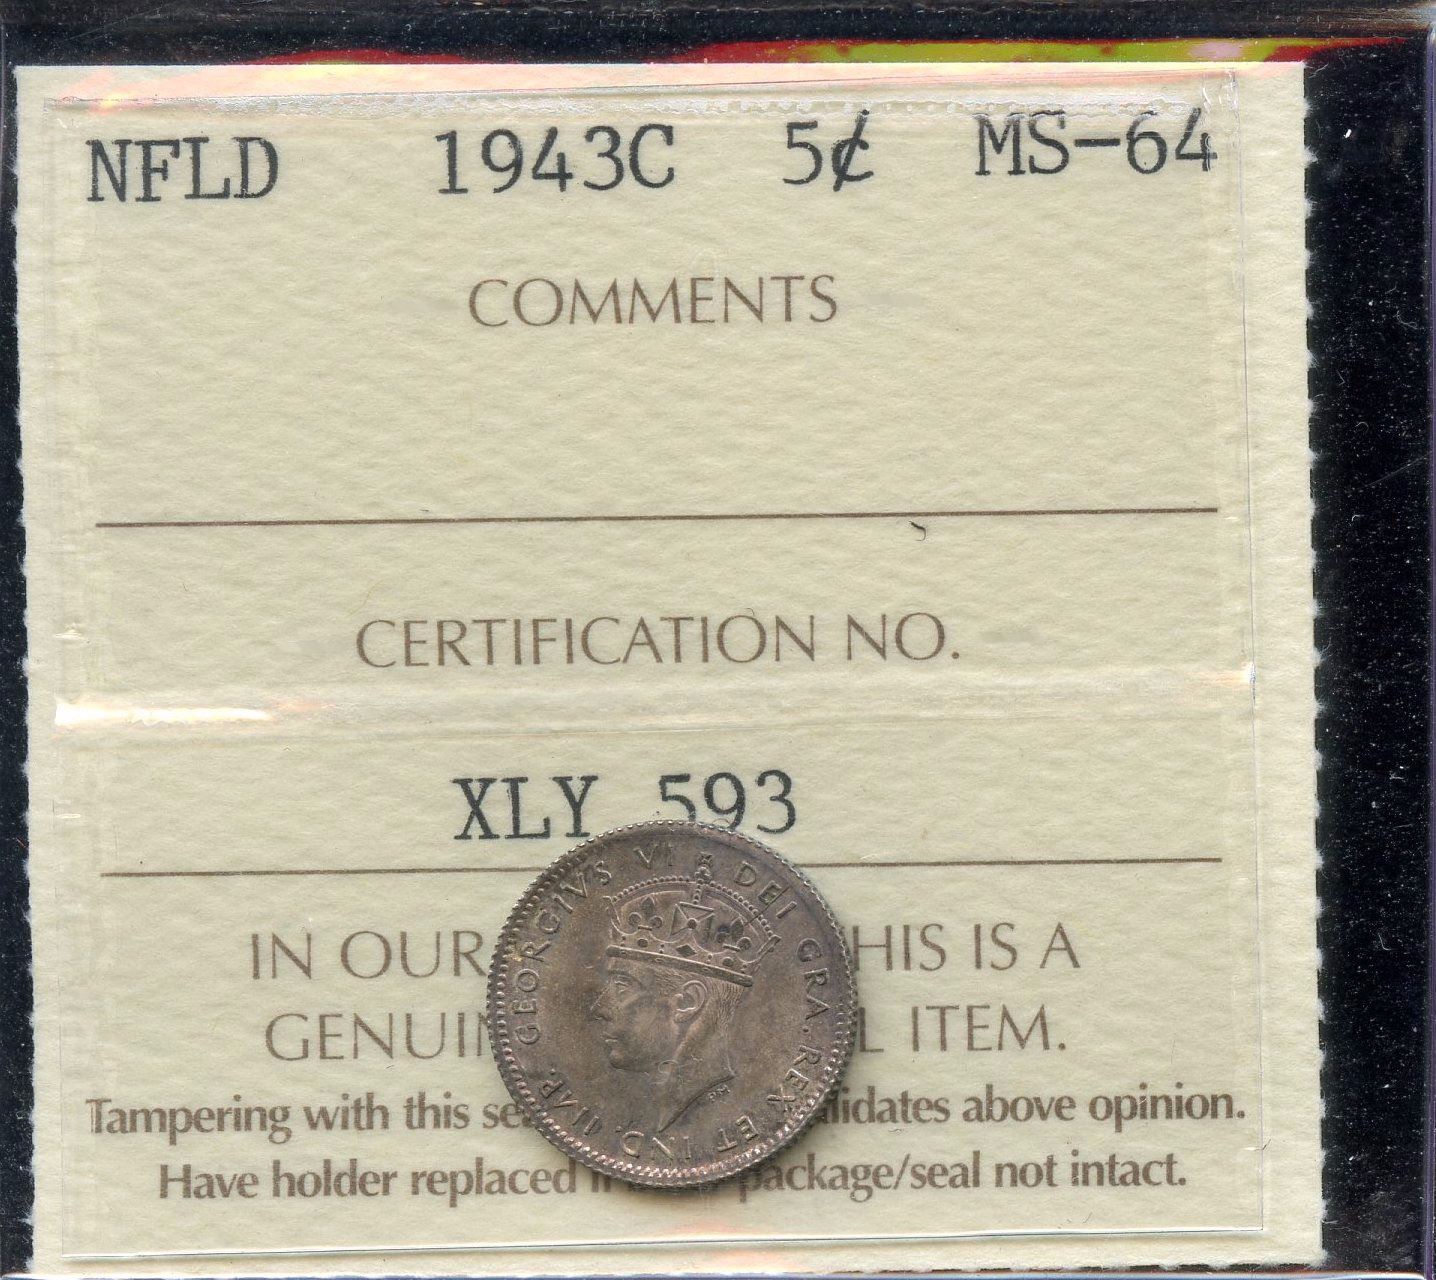 NFLD 1943C 5¢ MS-64
COMMENTS
CERTIFICATION NO.
XLY 593
IN OUR HIS IS A
GENUIN L ITEM.
Tampering with this se lidates above opinion.
Have holder replaced i package/seal not intact.
GEORGIVS VI DEI GRA. REX ET IND. IMP.